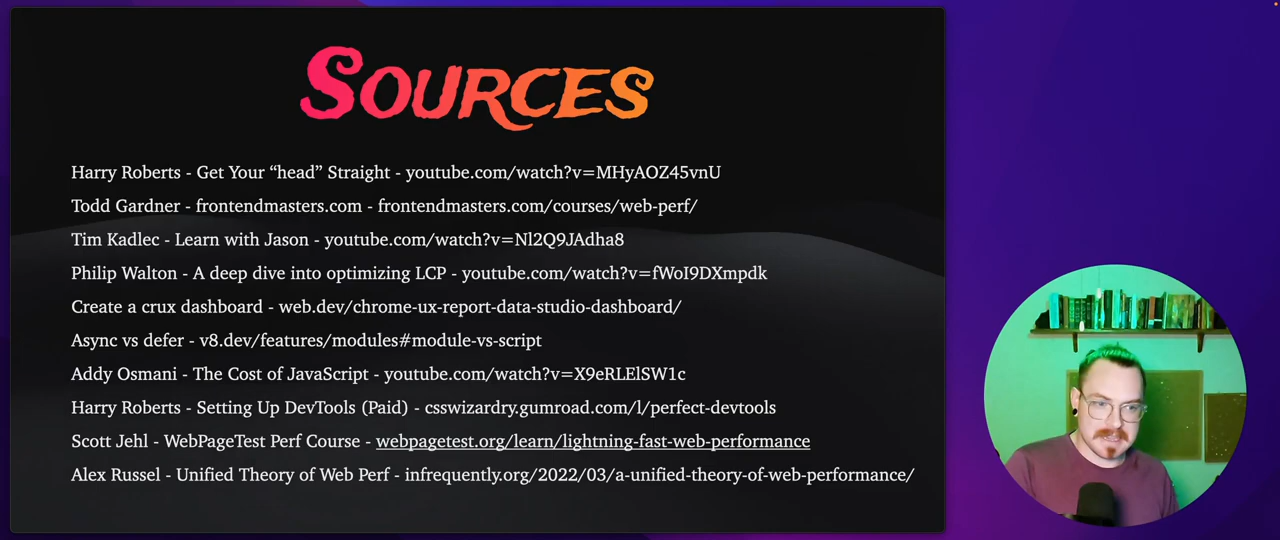 Sources
Harry Roberts - Get Your “head” Straight - youtube.com/watch?v=MHyAOZ45vnU
Todd Gardner - frontendmasters.com - frontendmasters.com/courses/web-perf/
Tim Kadlec - Learn with Jason - youtube.com/watch?v=Nl2Q9JAdha8
Philip Walton - A deep dive into optimizing LCP - youtube.com/watch?v=fWoI9DXmpdk
Create a crux dashboard - web.dev/chrome-ux-report-data-studio-dashboard/
Async vs defer - v8.dev/features/modules#module-vs-script
Addy Osmani - The Cost of JavaScript - youtube.com/watch?v=X9eRLElSW1c
Harry Roberts - Setting Up DevTools (Paid) - csswizardry.gumroad.com/l/perfect-devtools
Scott Jehl - WebPageTest Perf Course - webpagetest.org/learn/lightning-fast-web-performance
Alex Russel - Unified Theory of Web Perf - infrequently.org/2022/03/a-unified-theory-of-web-performance/